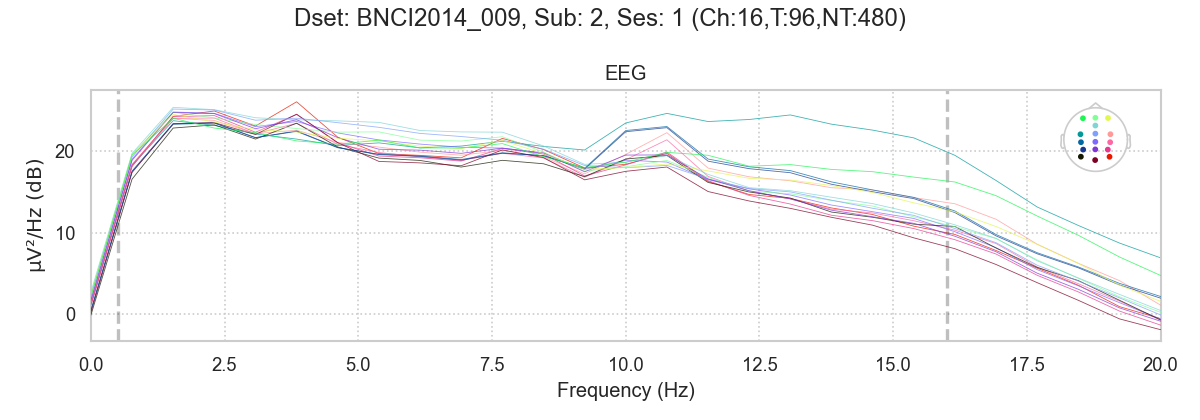 Dset: BNCI2014_009, Sub: 2, Ses: 1 (Ch:16,T:96,NT:480)
EEG
µV²/Hz (dB)
20
10
0
0.0 2.5 5.0 7.5 10.0 12.5 15.0 17.5 20.0
Frequency (Hz)